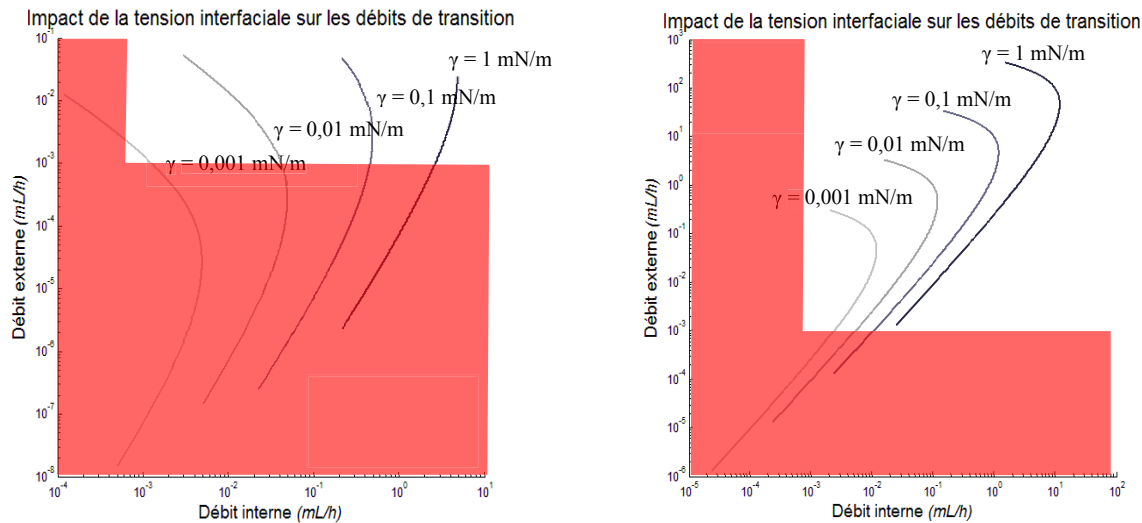 Impact de la tension interfaciale sur les débits de transition
10⁻¹
10⁻²
10⁻³
10⁻⁴
10⁻⁵
10⁻⁶
10⁻⁷
10⁻⁸
Débit externe (mL/h)
γ = 1 mN/m
γ = 0,1 mN/m
γ = 0,01 mN/m
γ = 0,001 mN/m
10⁻⁴
10⁻³
10⁻²
10⁻¹
10⁰
10¹
Débit interne (mL/h)
Impact de la tension interfaciale sur les débits de transition
10³
10²
10¹
10⁰
10⁻¹
10⁻²
10⁻³
10⁻⁴
10⁻⁵
10⁻⁶
Débit externe (mL/h)
γ = 1 mN/m
γ = 0,1 mN/m
γ = 0,01 mN/m
γ = 0,001 mN/m
10⁻⁵
10⁻⁴
10⁻³
10⁻²
10⁻¹
10⁰
10¹
10²
Débit interne (mL/h)